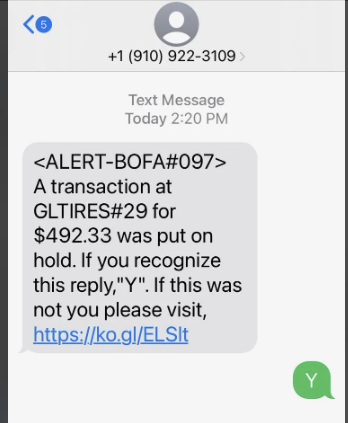 5
+1 (910) 922-3109
Text Message
Today 2:20 PM
<ALERT-BOFA#097>
A transaction at
GLTIRES#29 for
$492.33 was put on
hold. If you recognize
this reply,"Y". If this was
not you please visit,
https://ko.gl/ELSlt
Y